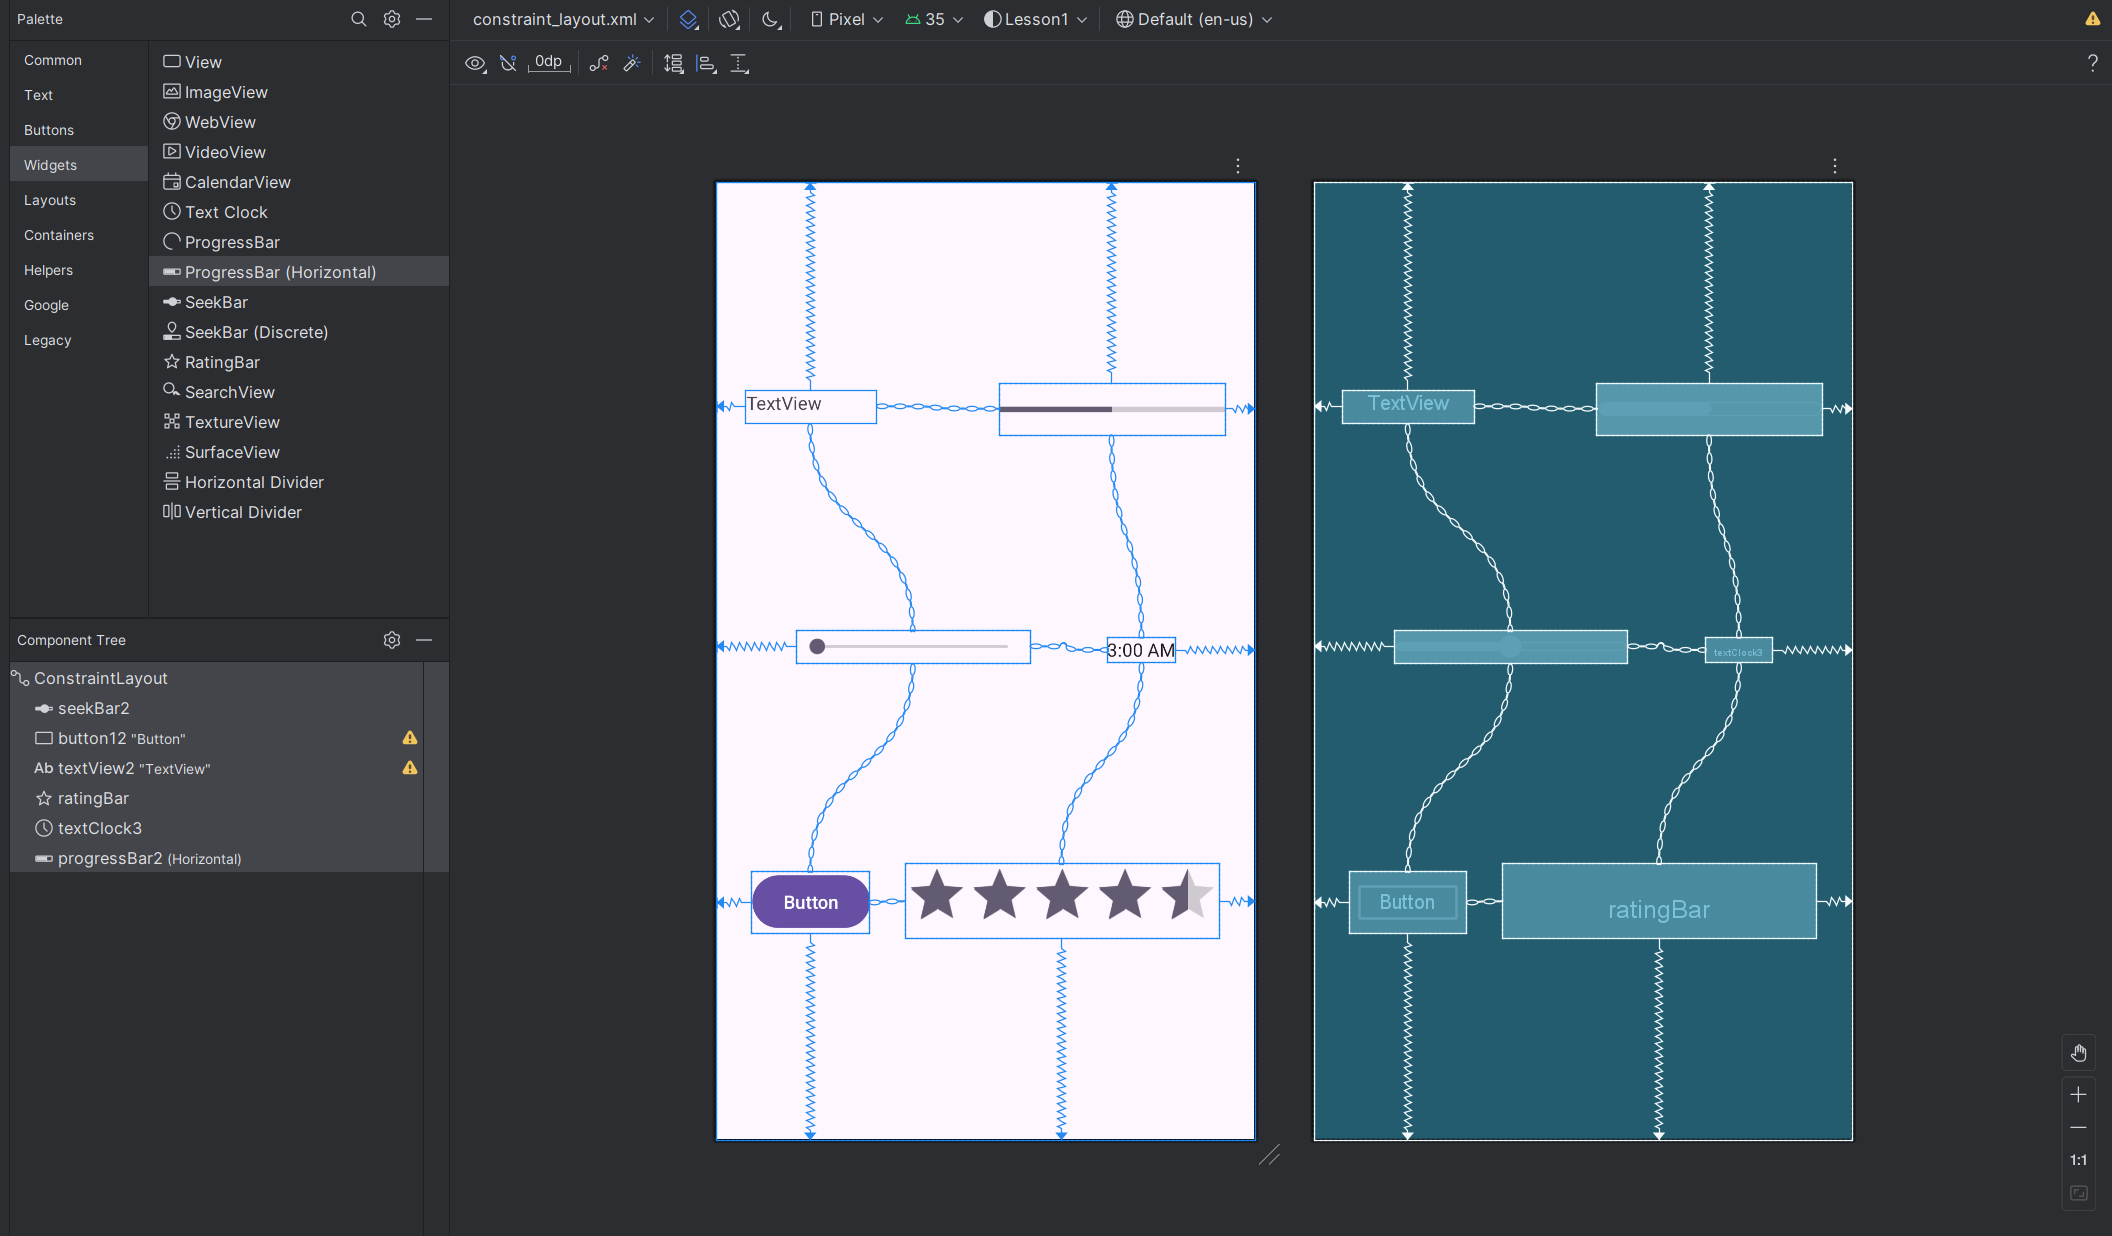 Palette
constraint_layout.xml
Pixel
35
Lesson1
Default (en-us)
0dp
?
Common
Text
Buttons
Widgets
Layouts
Containers
Helpers
Google
Legacy
View
ImageView
WebView
VideoView
CalendarView
Text Clock
ProgressBar
ProgressBar (Horizontal)
SeekBar
SeekBar (Discrete)
RatingBar
SearchView
TextureView
SurfaceView
Horizontal Divider
Vertical Divider
Component Tree
ConstraintLayout
seekBar2
button12 "Button"
Ab textView2 "TextView"
ratingBar
textClock3
progressBar2 (Horizontal)
TextView
3:00 AM
Button
TextView
textClock3
Button
ratingBar
1:1